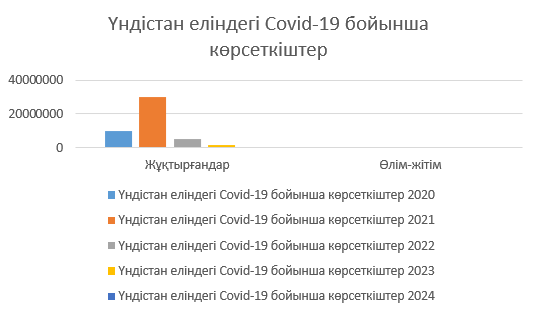 Үндістан еліндегі Covid-19 бойынша
көрсеткіштер
40000000
20000000
0
Жұқтырғандар Өлім-жітім
Үндістан еліндегі Covid-19 бойынша көрсеткіштер 2020
Үндістан еліндегі Covid-19 бойынша көрсеткіштер 2021
Үндістан еліндегі Covid-19 бойынша көрсеткіштер 2022
Үндістан еліндегі Covid-19 бойынша көрсеткіштер 2023
Үндістан еліндегі Covid-19 бойынша көрсеткіштер 2024